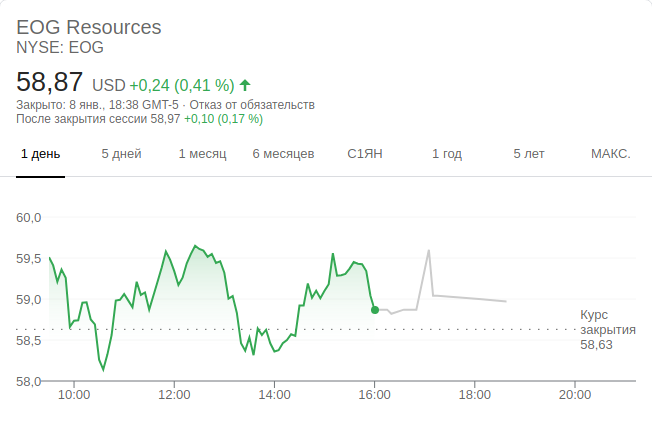 EOG Resources
NYSE: EOG
58,87 USD +0,24 (0,41 %)
Закрыто: 8 янв., 18:38 GMT-5 · Отказ от обязательств
После закрытия сессии 58,97 +0,10 (0,17 %)
1 день 5 дней 1 месяц 6 месяцев С1ЯН 1 год 5 лет МАКС.
60,0
59,5
59,0
Курс
закрытия
58,63
58,5
58,0
10:00 12:00 14:00 16:00 18:00 20:00